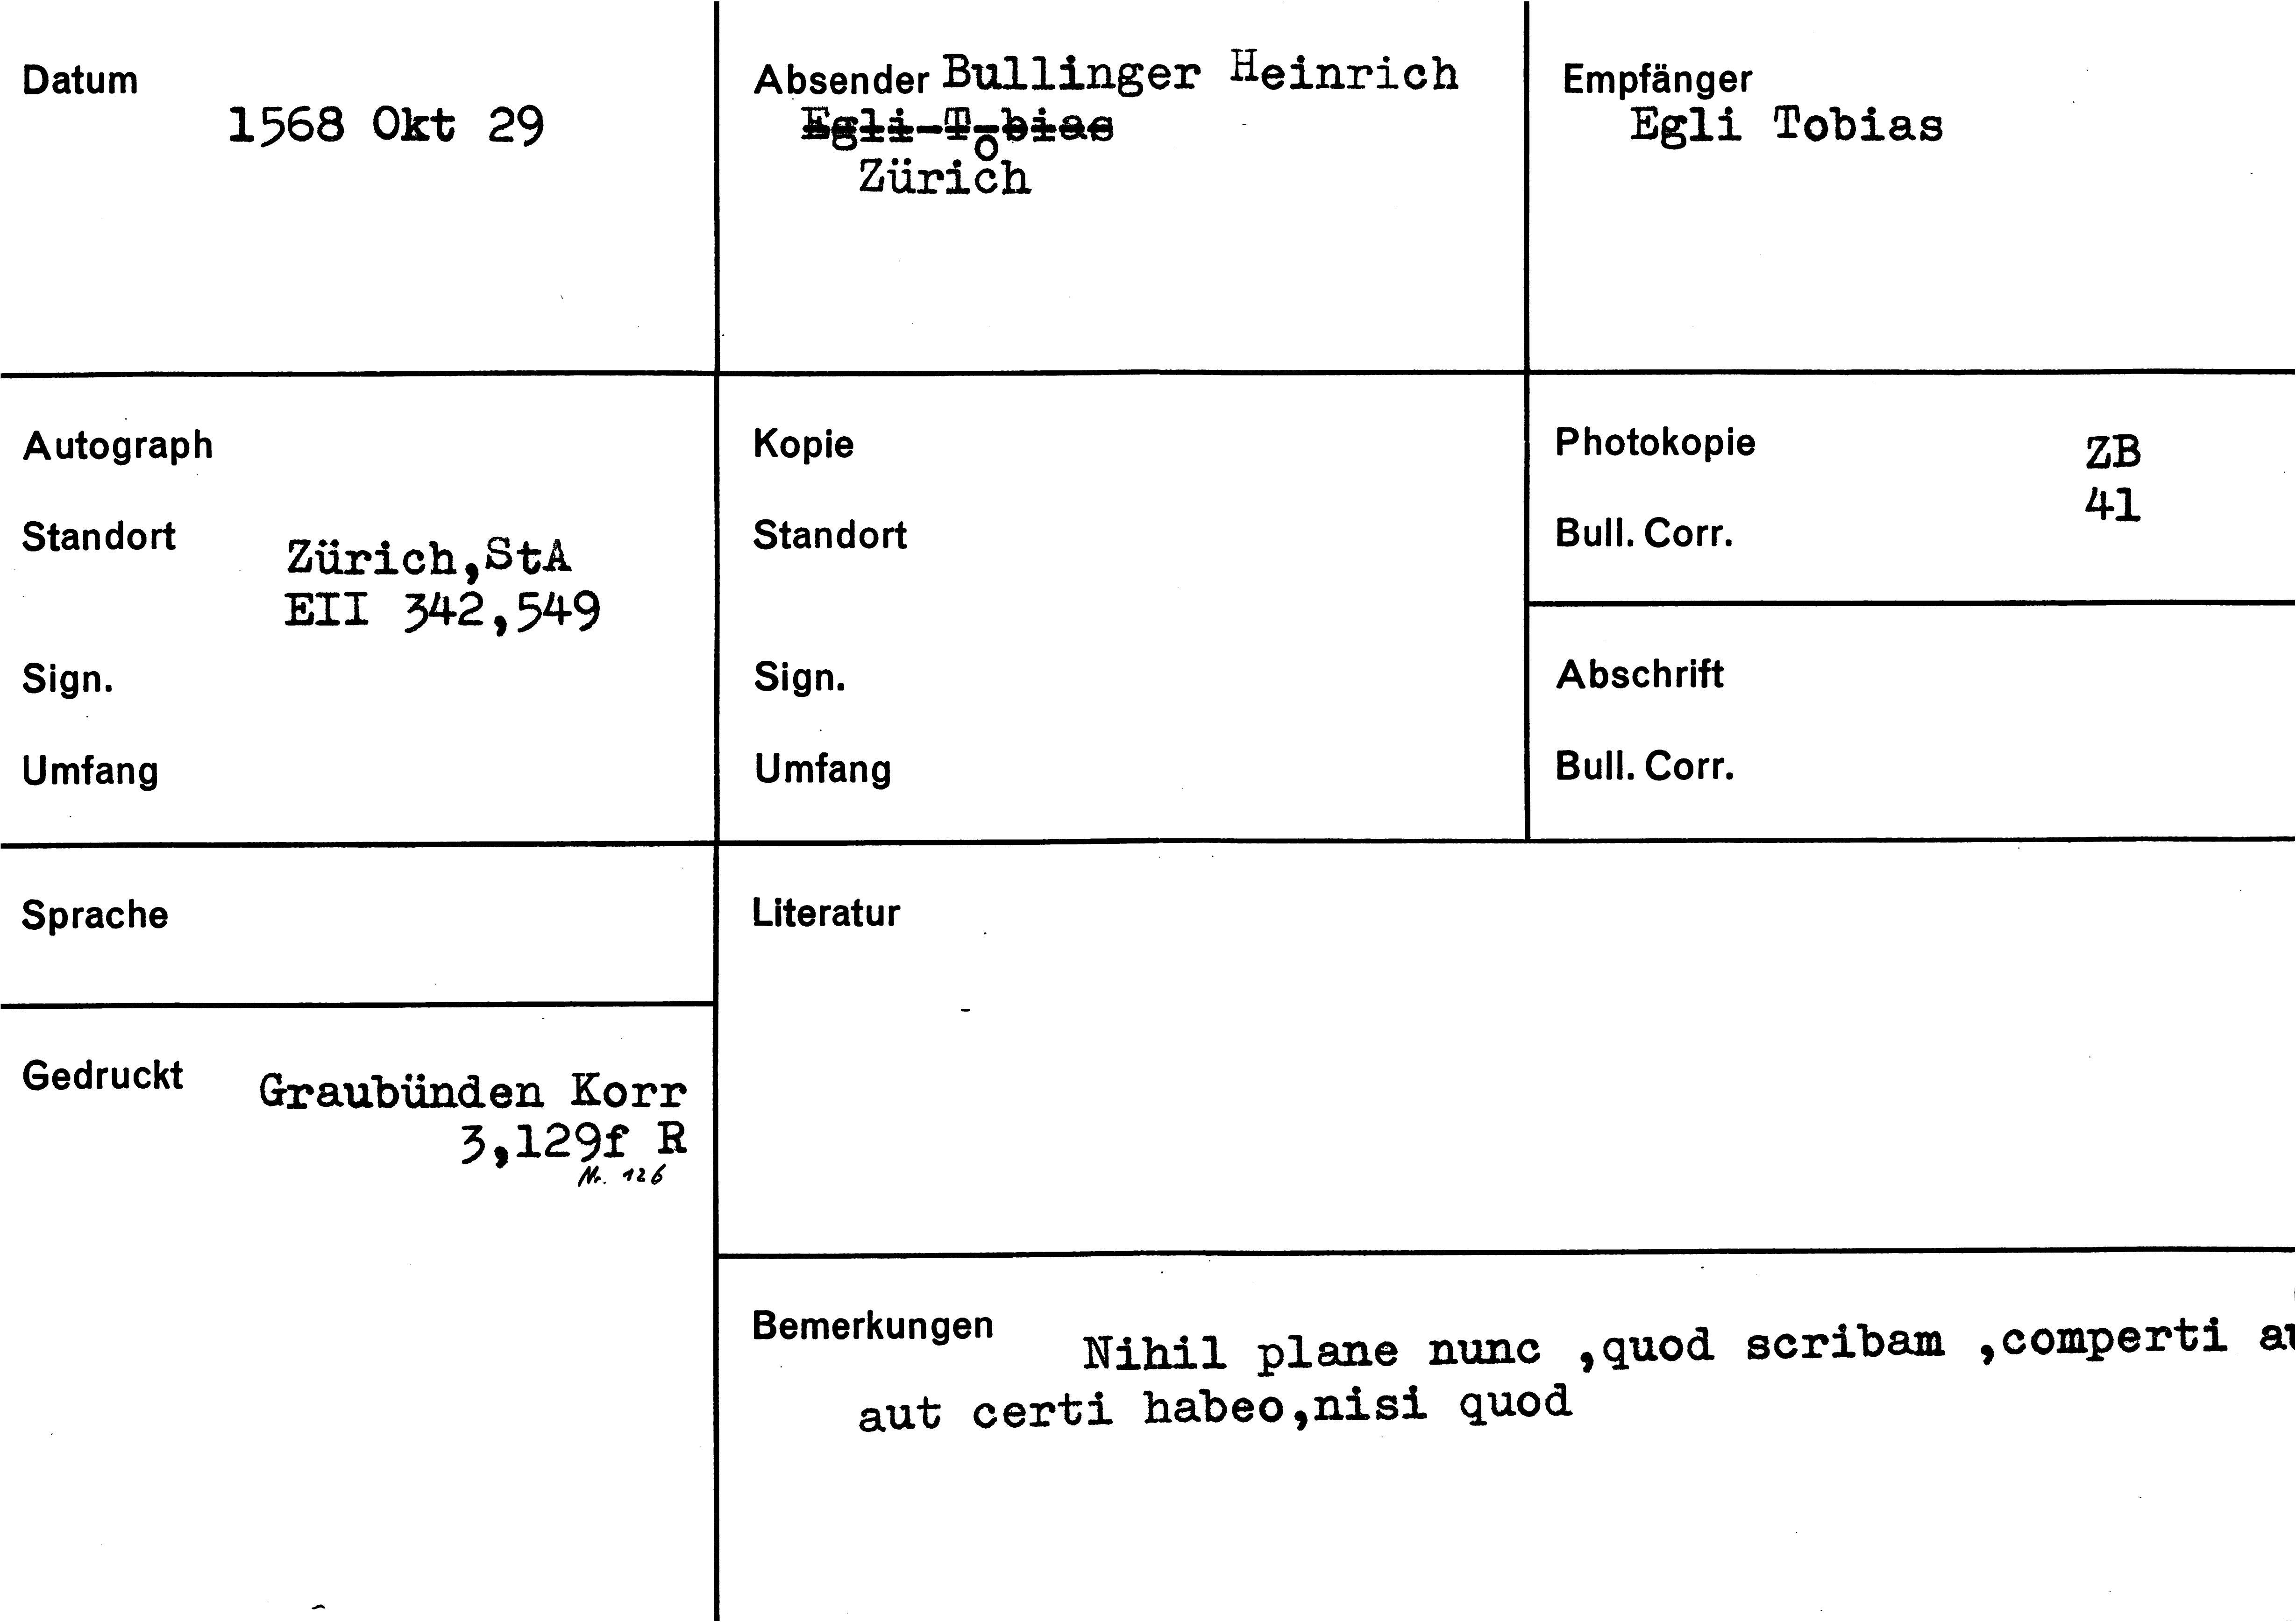 Datum
1568 Okt 29
Absender Bullinger Heinrich
Egli Tobias
Zürich
Empfänger
Egli Tobias
Autograph
Standort
Zürich,StA
EII 342,549
Sign.
Umfang
Kopie
Standort
Sign.
Umfang
Photokopie ZB
41
Bull. Corr.
Abschrift
Bull. Corr.
Sprache
Literatur
Gedruckt
Graubünden Korr
3,129f R
Nr. 126
Bemerkungen
Nihil plane nunc ,quod scribam ,comperti
aut certi habeo,nisi quod